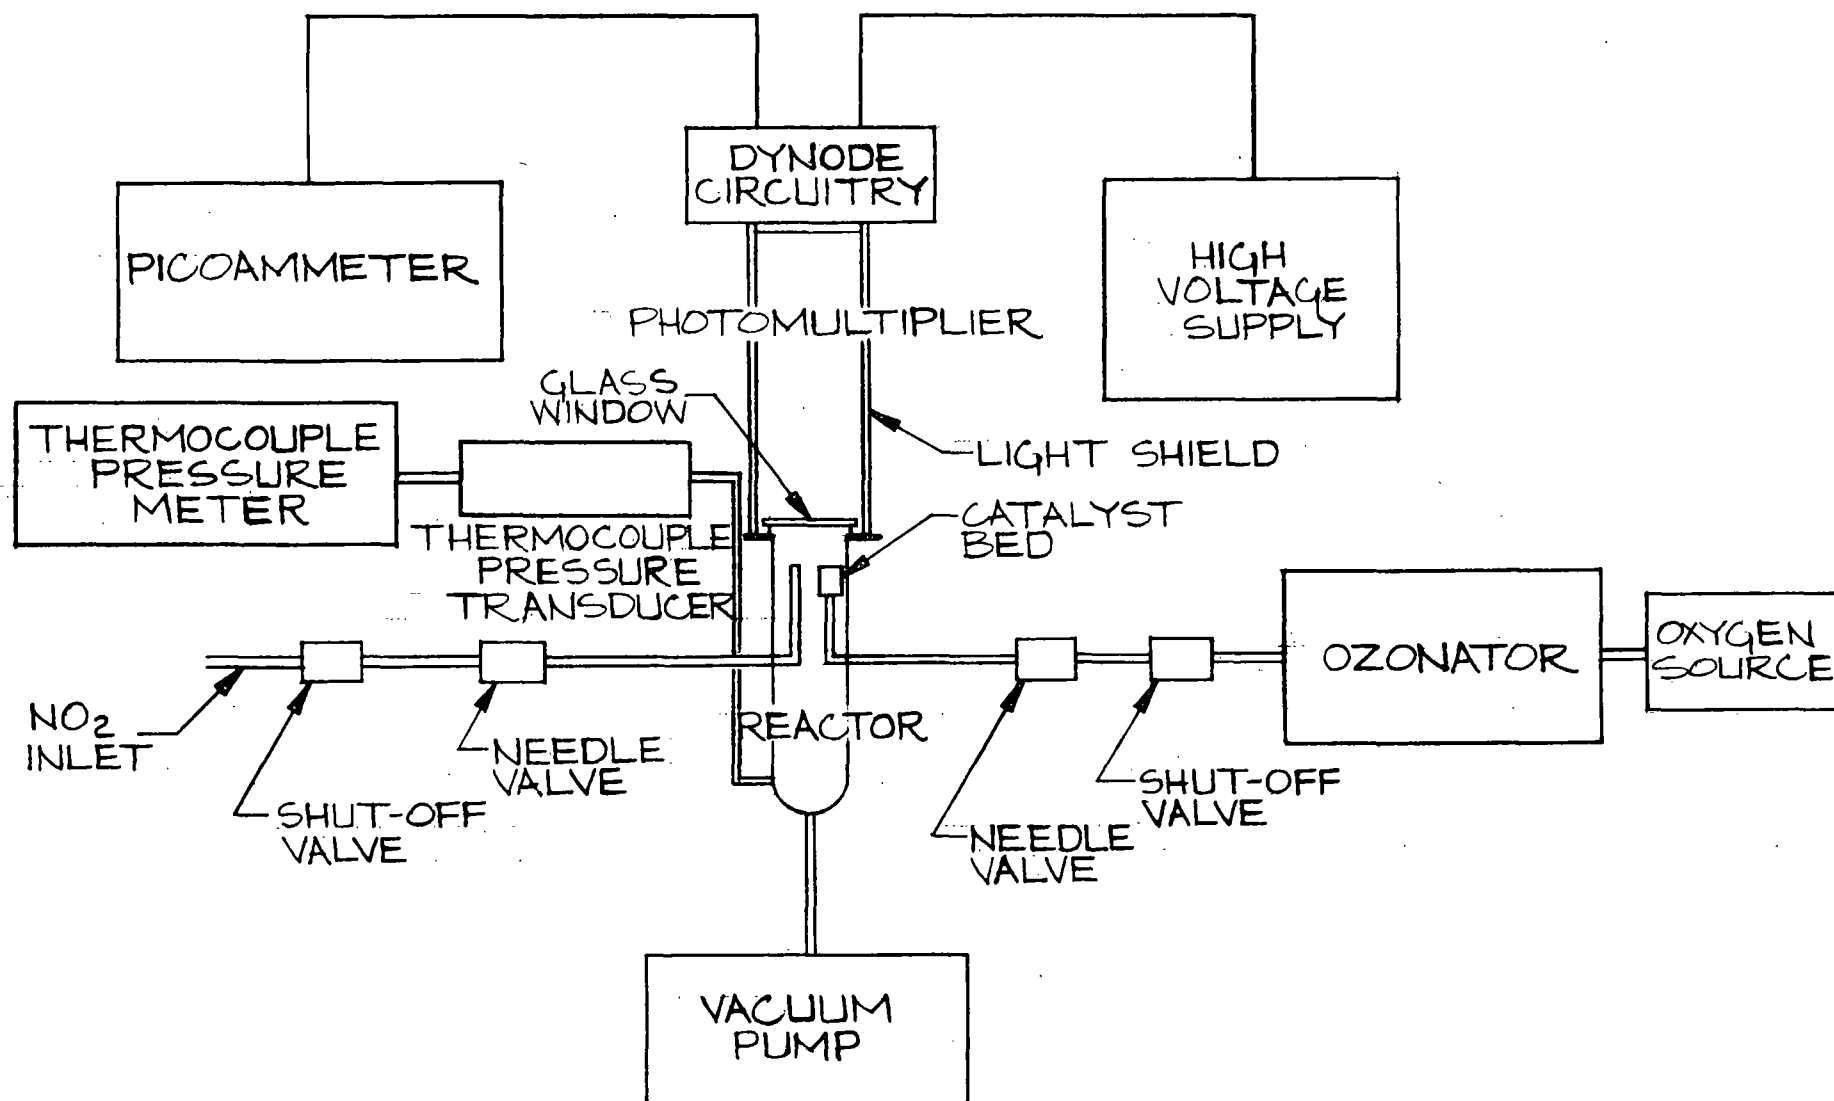 DYNODE
CIRCUITRY
PICOAMMETER
HIGH
VOLTAGE
SUPPLY
PHOTOMULTIPLIER
GLASS
WINDOW
THERMOCOUPLE
PRESSURE
METER
LIGHT SHIELD
CATALYST
BED
THERMOCOUPLE
PRESSURE
TRANSDUCER
OZONATOR
OXYGEN
SOURCE
NO2
INLET
NEEDLE
VALVE
REACTOR
SHUT-OFF
VALVE
SHUT-OFF
VALVE
NEEDLE
VALVE
VACUUM
PUMP